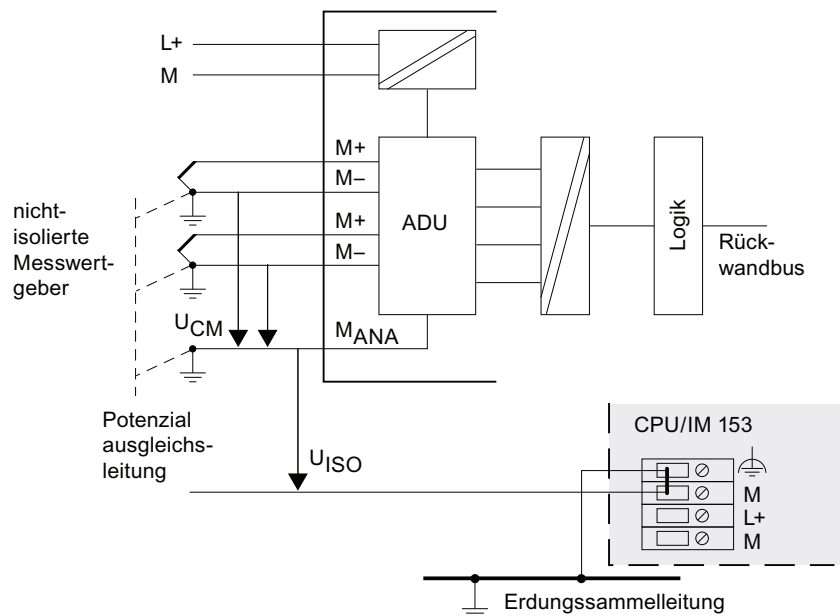 L+
M
M+
M–
M+
M–
ADU
Logik
Rück-
wandbus
nicht-
isolierte
Messwert-
geber
UCM
MANA
Potenzial
ausgleichs-
leitung
UISO
CPU/IM 153
M
L+
M
Erdungssammelleitung